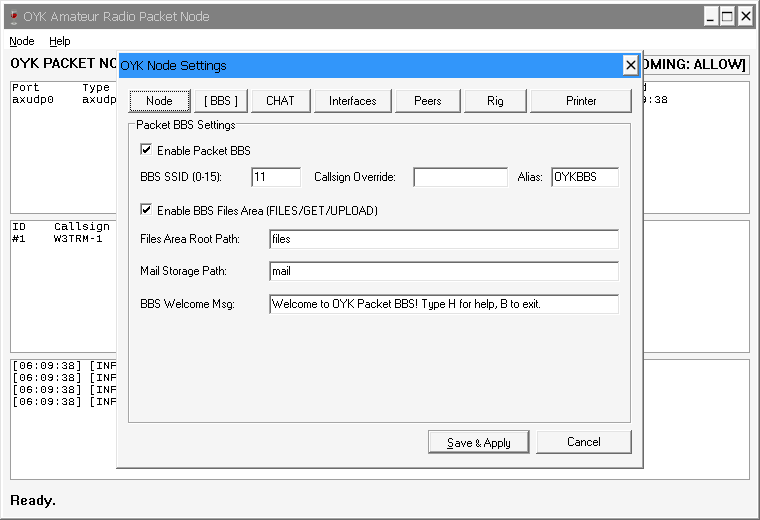 OYK Amateur Radio Packet Node
Node Help
OYK PACKET NO
OMING: ALLOW]
Port Type
axudp0 axudp
9:38
ID Callsign
#1 W3TRM-1
[06:09:38] [INF
[06:09:38] [INF
[06:09:38] [INF
[06:09:38] [INF
Ready.
OYK Node Settings
Node [ BBS ] CHAT Interfaces Peers Rig Printer
Packet BBS Settings
Enable Packet BBS
BBS SSID (0-15): 11 Callsign Override: Alias: OYKBBS
Enable BBS Files Area (FILES/GET/UPLOAD)
Files Area Root Path: files
Mail Storage Path: mail
BBS Welcome Msg: Welcome to OYK Packet BBS! Type H for help, B to exit.
Save & Apply Cancel